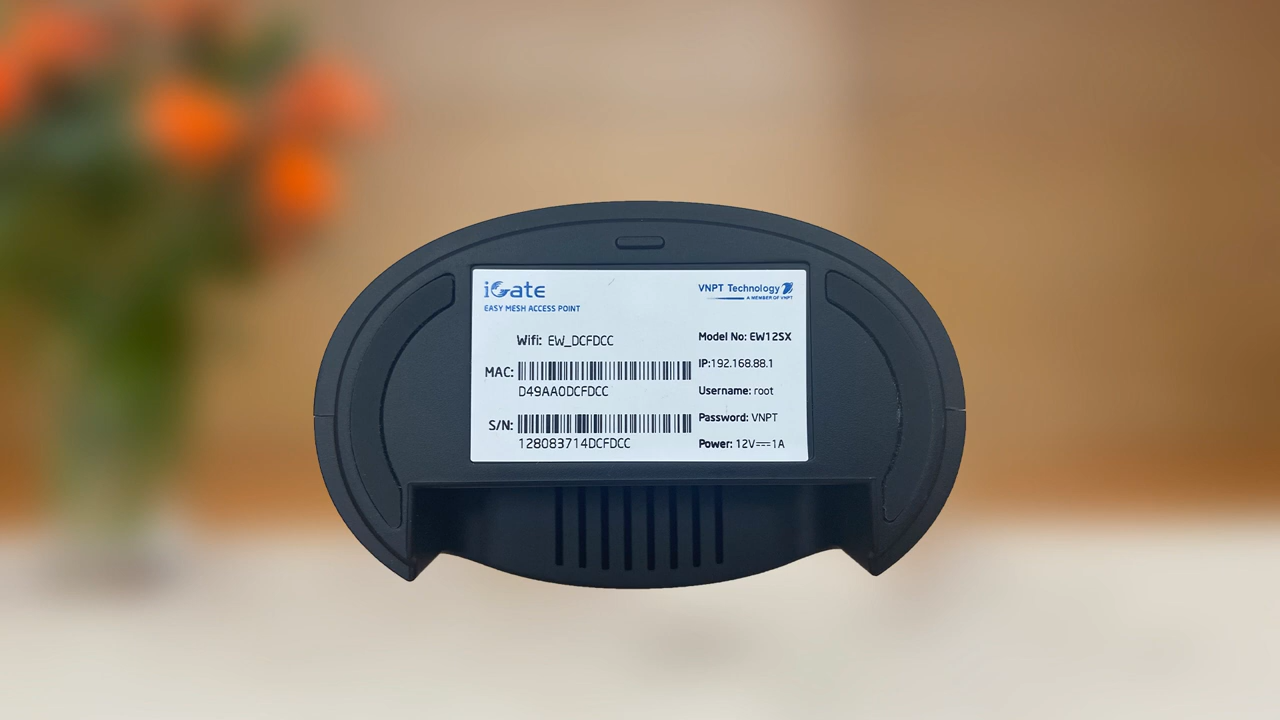 iGate
EASY MESH ACCESS POINT
VNPT Technology
A MEMBER OF VNPT
Wifi: EW_DCFDCC
MAC:
D49AA0DCFDCC
S/N:
128083714DCFDCC
Model No: EW12SX
IP:192.168.88.1
Username: root
Password: VNPT
Power: 12V⎓1A